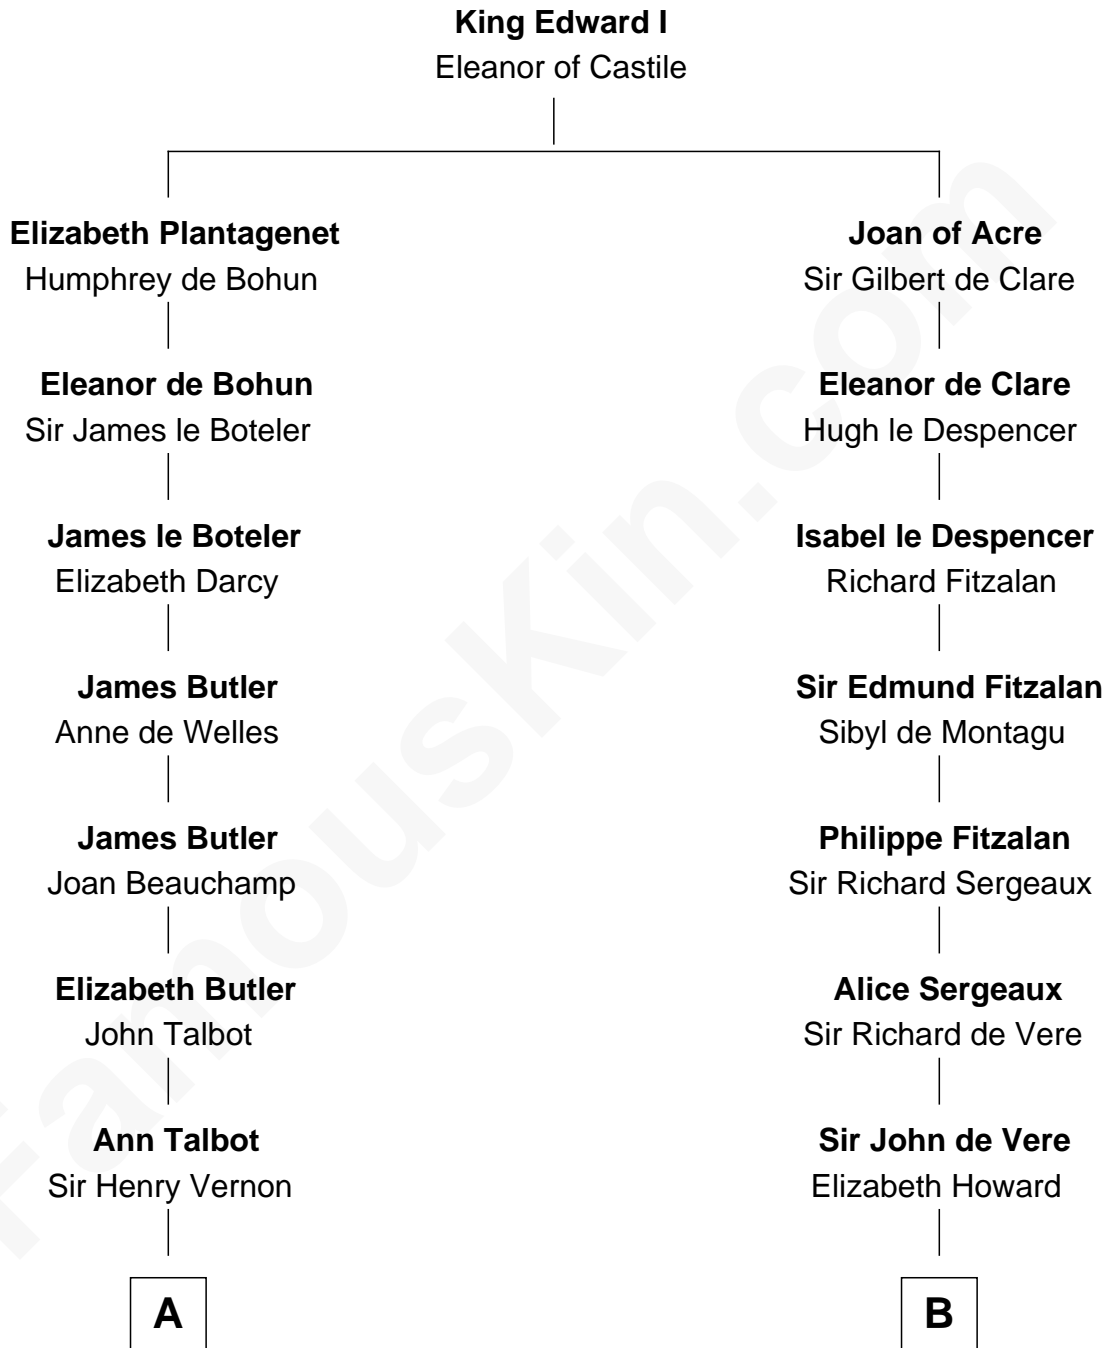 King Edward I
Eleanor of Castile
Elizabeth Plantagenet
Humphrey de Bohun
Joan of Acre
Sir Gilbert de Clare
Eleanor de Bohun
Sir James le Boteler
Eleanor de Clare
Hugh le Despencer
James le Boteler
Elizabeth Darcy
Isabel le Despencer
Richard Fitzalan
James Butler
Anne de Welles
Sir Edmund Fitzalan
Sibyl de Montagu
James Butler
Joan Beauchamp
Philippe Fitzalan
Sir Richard Sergeaux
Elizabeth Butler
John Talbot
Alice Sergeaux
Sir Richard de Vere
Ann Talbot
Sir Henry Vernon
Sir John de Vere
Elizabeth Howard
A
B
FamousKin.com